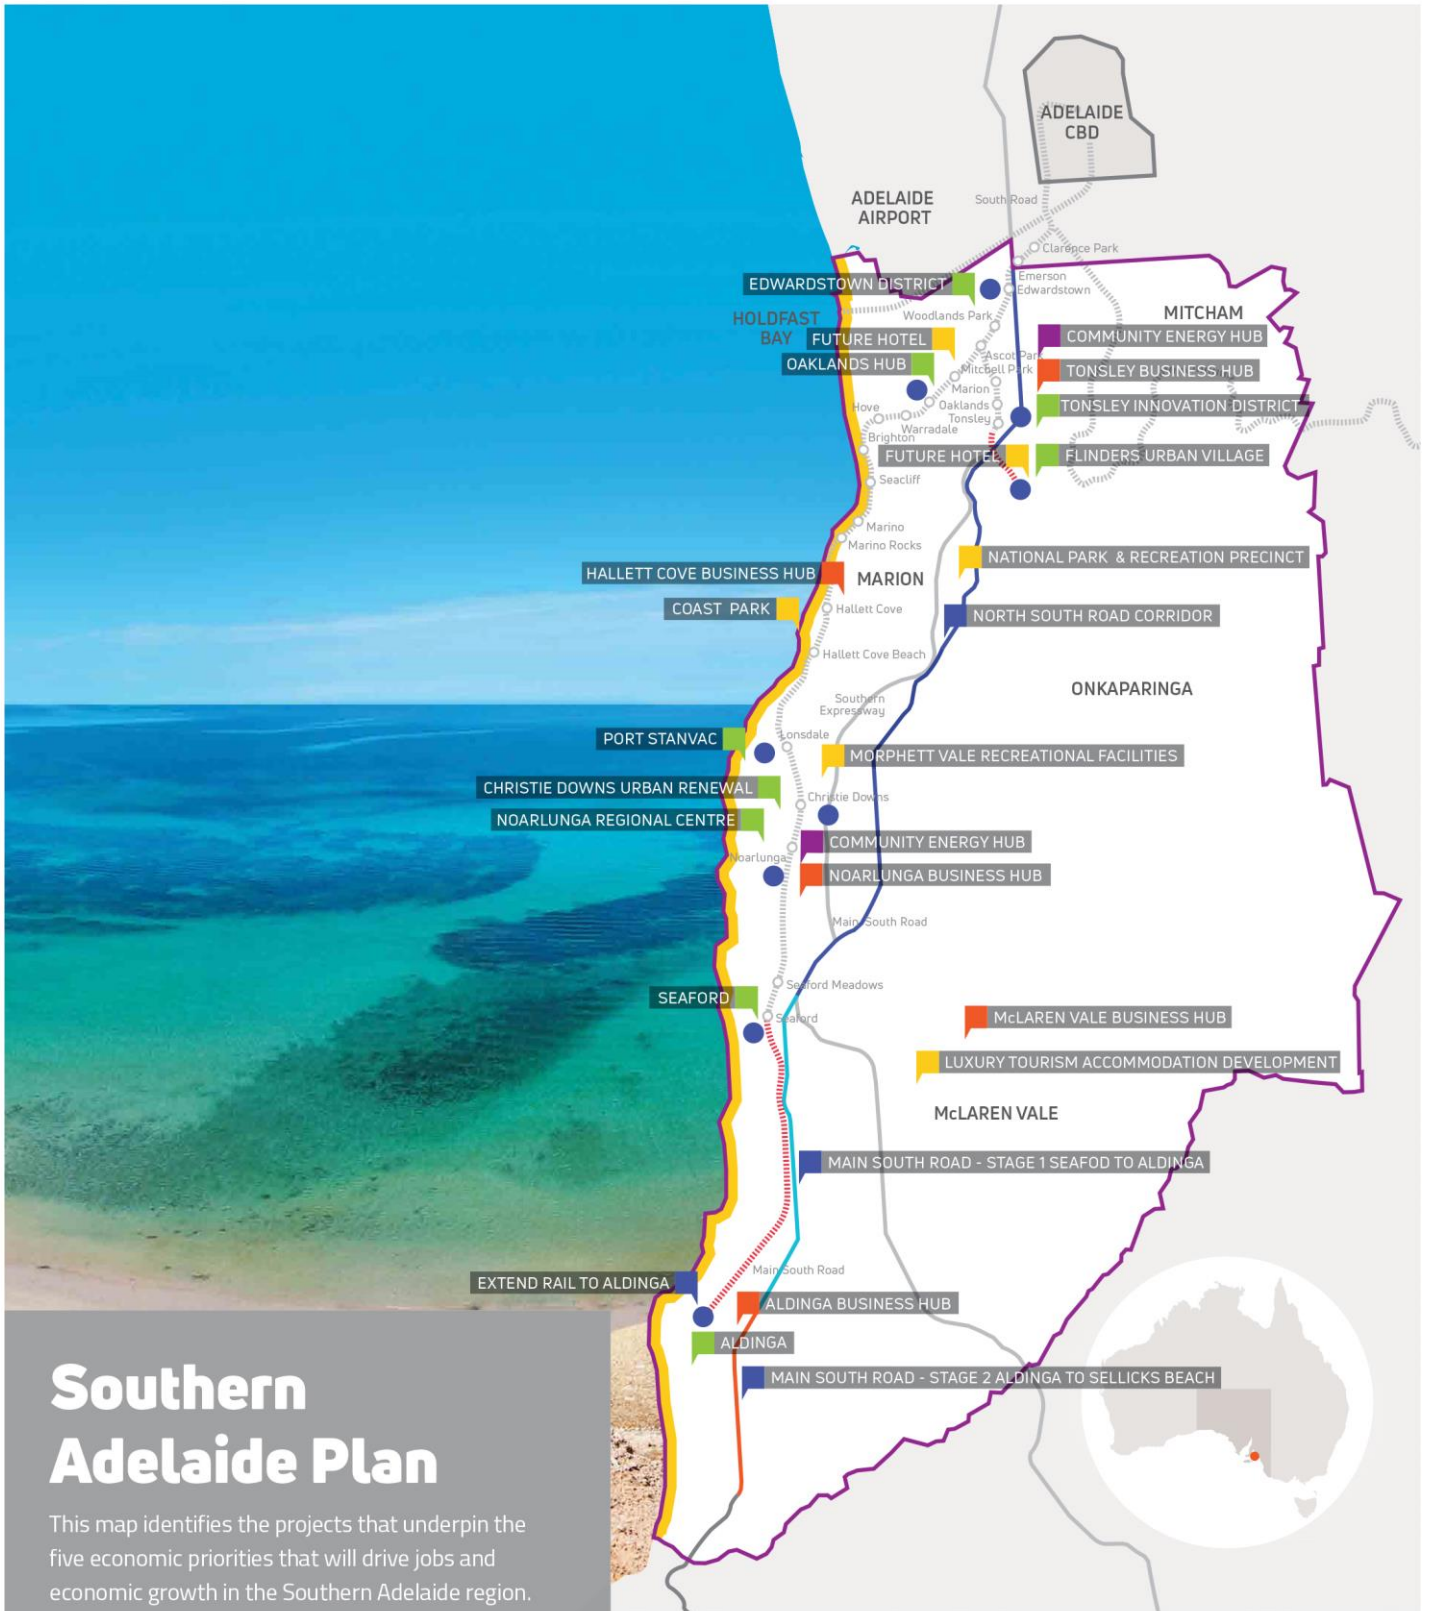 ADELAIDE
CBD
ADELAIDE
AIRPORT
South Road
Clarence Park
EDWARDSTOWN DISTRICT
Emerson
Edwardstown
HOLDFAST
BAY
Woodlands Park
MITCHAM
FUTURE HOTEL
COMMUNITY ENERGY HUB
OAKLANDS HUB
Ascot Park
Mitchell Park
TONSLEY BUSINESS HUB
Marion
Hove
Oaklands
TONSLEY INNOVATION DISTRICT
Tonsley
Warradale
Brighton
FUTURE HOTEL
FLINDERS URBAN VILLAGE
Seacliff
Marino
Marino Rocks
NATIONAL PARK & RECREATION PRECINCT
HALLETT COVE BUSINESS HUB
MARION
COAST PARK
Hallett Cove
NORTH SOUTH ROAD CORRIDOR
Hallett Cove Beach
ONKAPARINGA
Southern
Expressway
PORT STANVAC
Lonsdale
MORPHETT VALE RECREATIONAL FACILITIES
CHRISTIE DOWNS URBAN RENEWAL
Christie Downs
NOARLUNGA REGIONAL CENTRE
COMMUNITY ENERGY HUB
Noarlunga
NOARLUNGA BUSINESS HUB
Main South Road
Seaford Meadows
SEAFORD
Seaford
McLAREN VALE BUSINESS HUB
LUXURY TOURISM ACCOMMODATION DEVELOPMENT
McLAREN VALE
MAIN SOUTH ROAD - STAGE 1 SEAFOD TO ALDINGA
Main South Road
EXTEND RAIL TO ALDINGA
ALDINGA BUSINESS HUB
ALDINGA
MAIN SOUTH ROAD - STAGE 2 ALDINGA TO SELLICKS BEACH
Southern
Adelaide Plan
This map identifies the projects that underpin the
five economic priorities that will drive jobs and
economic growth in the Southern Adelaide region.